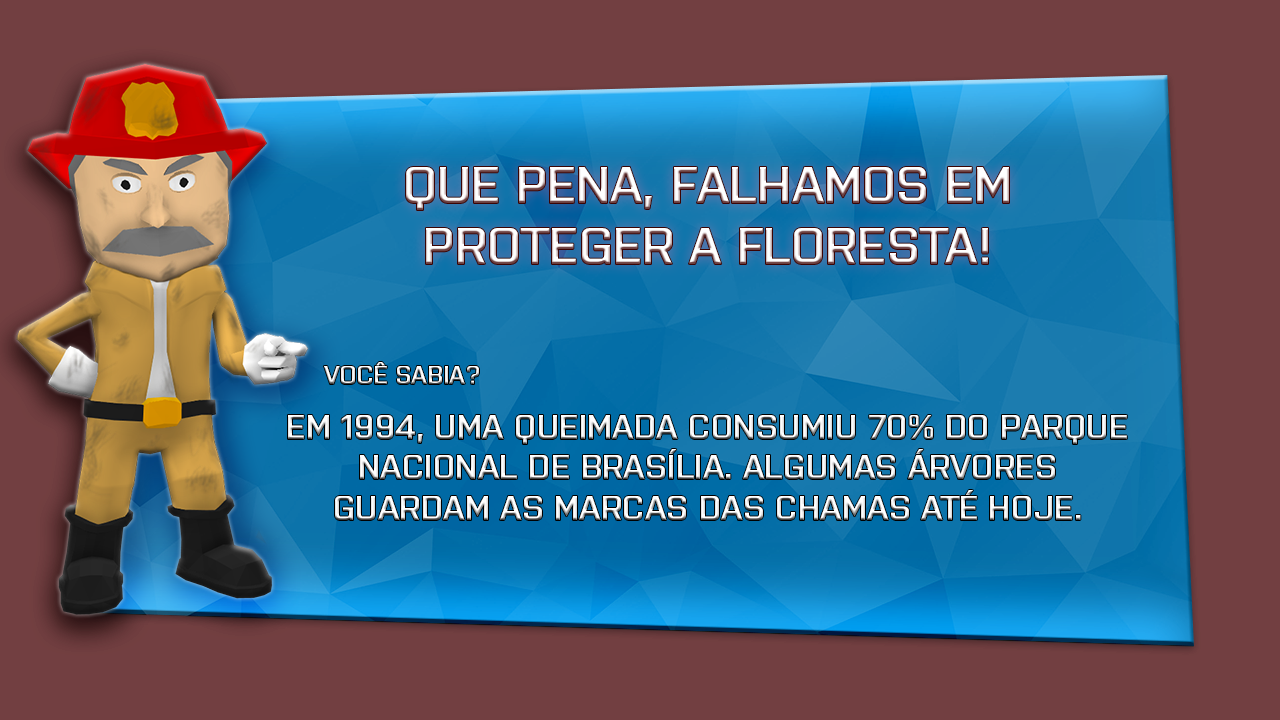 QUE PENA, FALHAMOS EM
PROTEGER A FLORESTA!
VOCÊ SABIA?
EM 1994, UMA QUEIMADA CONSUMIU 70% DO PARQUE
NACIONAL DE BRASÍLIA. ALGUMAS ÁRVORES
GUARDAM AS MARCAS DAS CHAMAS ATÉ HOJE.